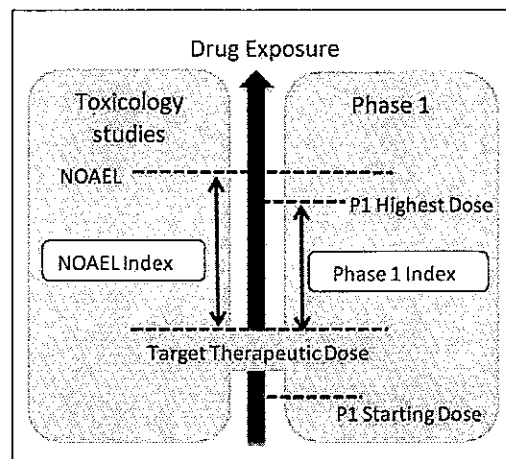 Drug Exposure
Toxicology
studies
Phase 1
NOAEL
P1 Highest Dose
NOAEL Index
Phase 1 Index
Target Therapeutic Dose
P1 Starting Dose